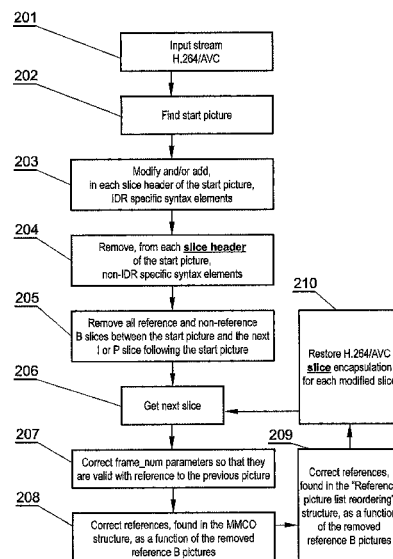 201
Input stream
H.264/AVC
202
Find start picture
203
Modify and/or add,
in each slice header of the start picture,
IDR specific syntax elements
204
Remove, from each slice header
of the start picture,
non-IDR specific syntax elements
205
Remove all reference and non-reference
B slices between the start picture and the next
I or P slice following the start picture
206
Get next slice
207
Correct frame_num parameters so that they
are valid with reference to the previous picture
208
Correct references, found in the MMCO
structure, as a function of the removed
reference B pictures
209
Correct references,
found in the "Reference
picture list reordering"
structure, as a function
of the removed
reference B pictures
210
Restore H.264/AVC
slice encapsulation
for each modified slice